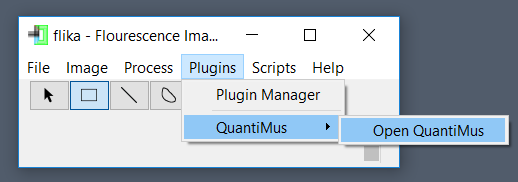 flika - Flourescence Ima...
File Image Process Plugins Scripts Help
Plugin Manager
QuantiMus
Open QuantiMus